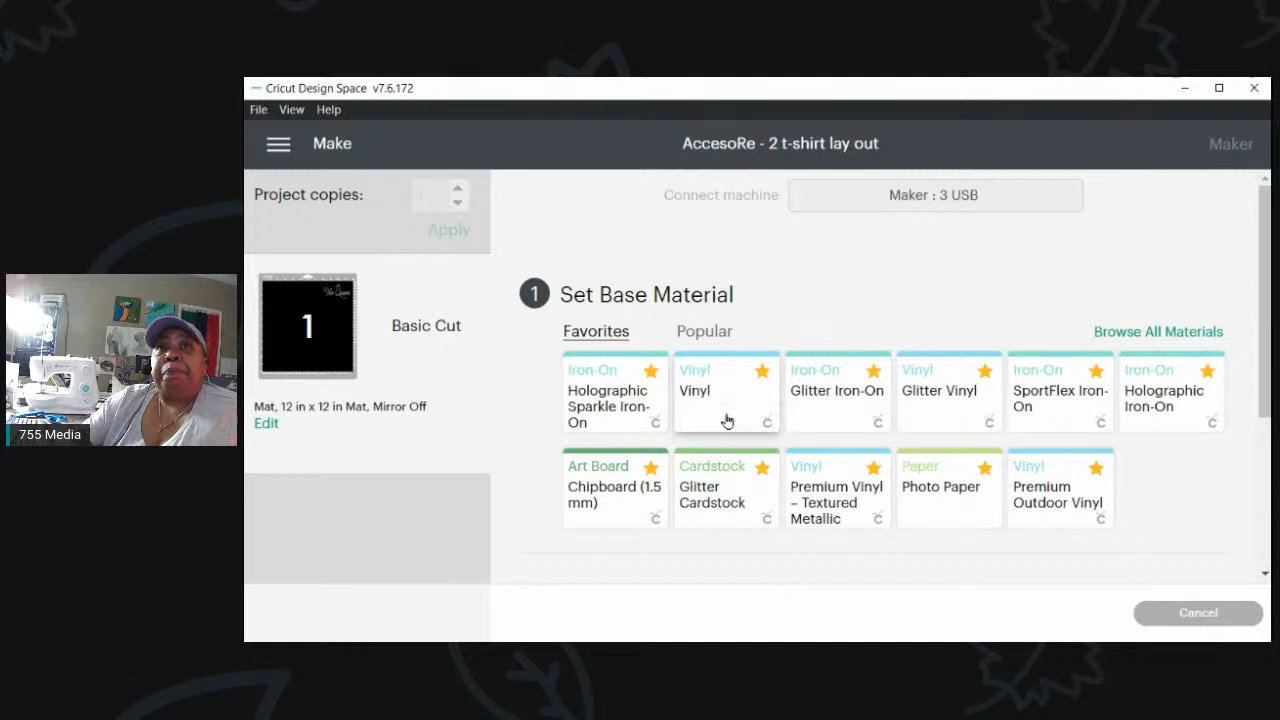 Cricut Design Space v7.6.172
File View Help
Make
AccesoRe - 2 t-shirt lay out
Maker
Project copies:
Apply
Connect machine
Maker : 3 USB
1
Basic Cut
Mat, 12 in x 12 in Mat, Mirror Off
Edit
1 Set Base Material
Favorites Popular
Browse All Materials
Iron-On
Holographic
Sparkle Iron-
On
Vinyl
Vinyl
Iron-On
Glitter Iron-On
Vinyl
Glitter Vinyl
Iron-On
SportFlex Iron-
On
Iron-On
Holographic
Iron-On
Art Board
Chipboard (1.5
mm)
Cardstock
Glitter
Cardstock
Vinyl
Premium Vinyl
– Textured
Metallic
Paper
Photo Paper
Vinyl
Premium
Outdoor Vinyl
Cancel
755 Media